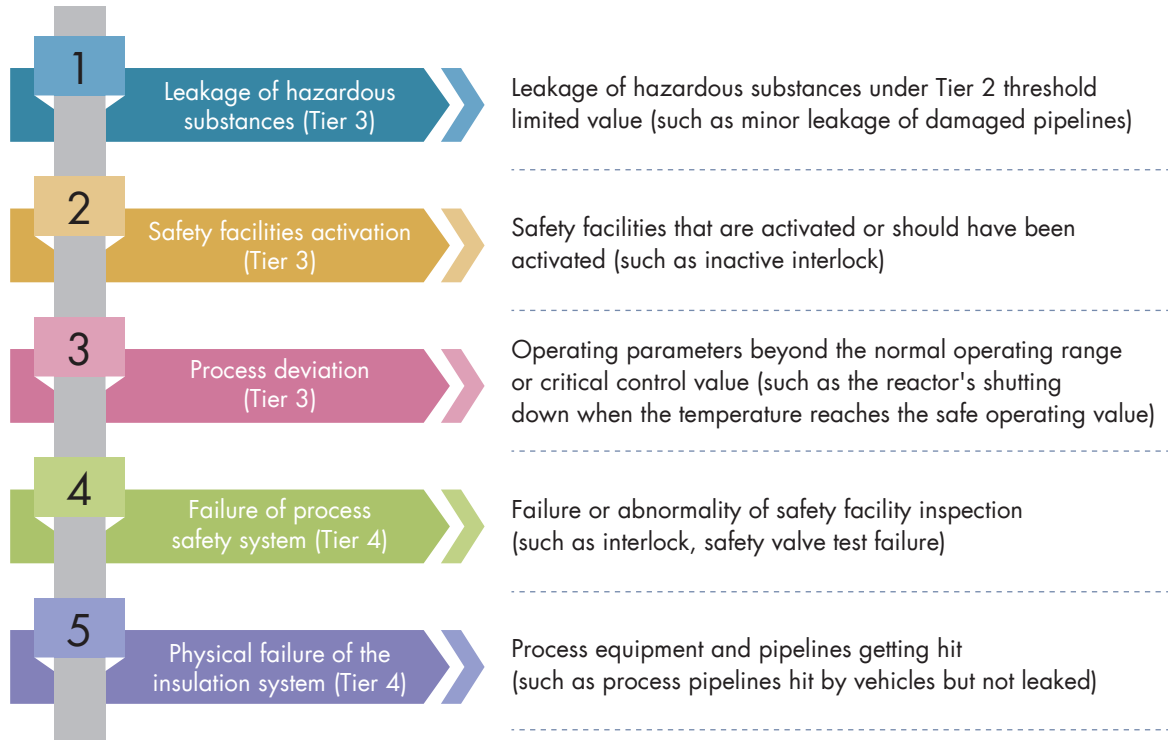 1
Leakage of hazardous
substances (Tier 3)
Leakage of hazardous substances under Tier 2 threshold
limited value (such as minor leakage of damaged pipelines)
2
Safety facilities activation
(Tier 3)
Safety facilities that are activated or should have been
activated (such as inactive interlock)
3
Process deviation
(Tier 3)
Operating parameters beyond the normal operating range
or critical control value (such as the reactor's shutting
down when the temperature reaches the safe operating value)
4
Failure of process
safety system (Tier 4)
Failure or abnormality of safety facility inspection
(such as interlock, safety valve test failure)
5
Physical failure of the
insulation system (Tier 4)
Process equipment and pipelines getting hit
(such as process pipelines hit by vehicles but not leaked)